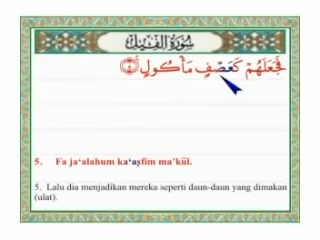 سُورَةُ الفِيلِ
فَجَعَلَهُمْ كَعَصْفٍ مَأْكُولٍ ﴿٥﴾
5. Fa ja‘alahum ka‘aṣfim ma’kūl.
5. Lalu dia menjadikan mereka seperti daun-daun yang dimakan
(ulat).